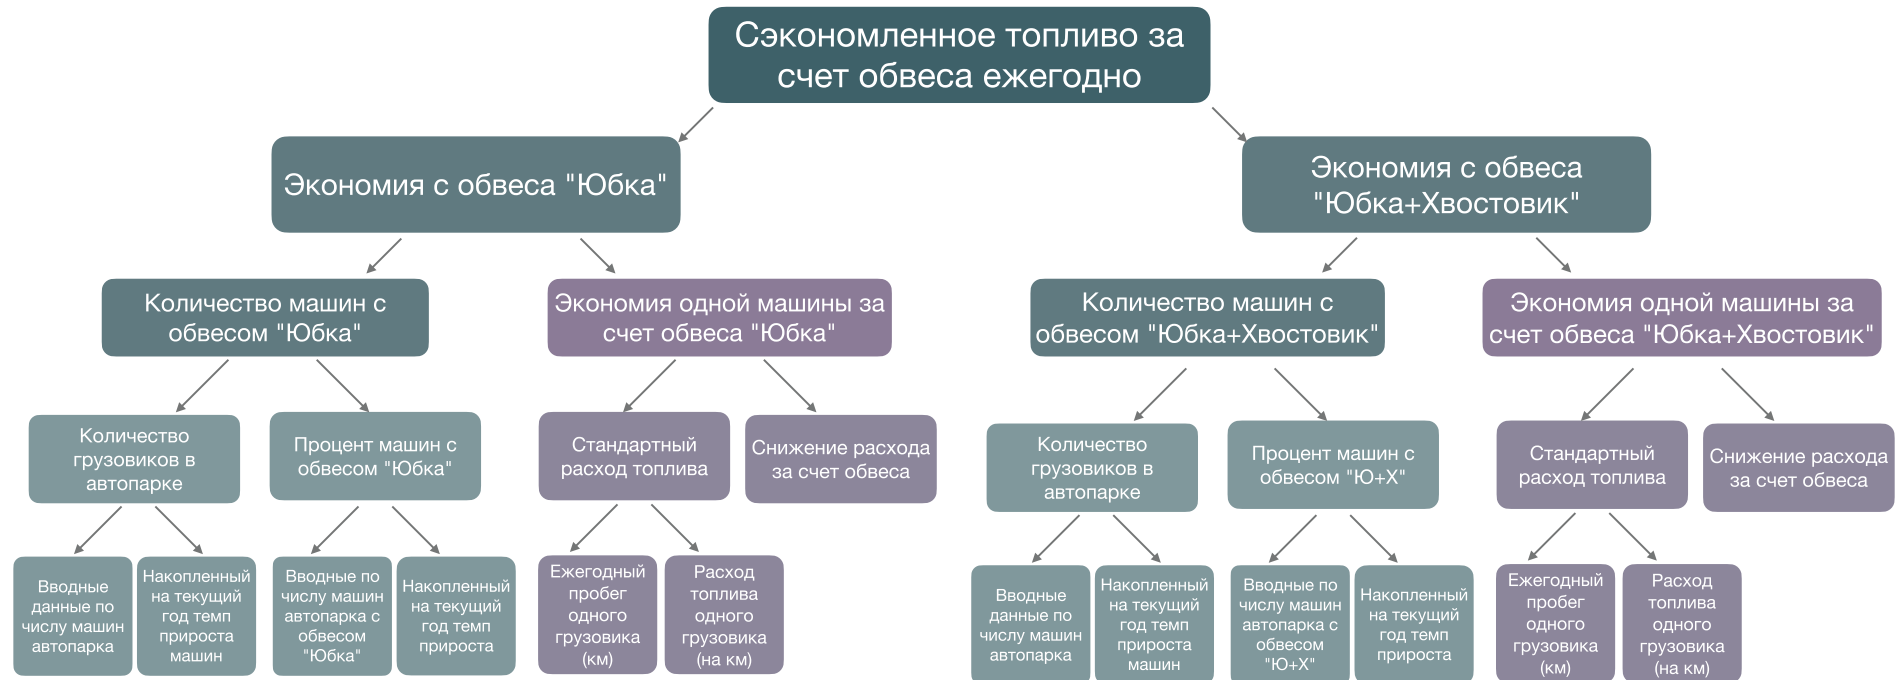 Сэкономленное топливо за
счет обвеса ежегодно
Экономия с обвеса "Юбка"
Экономия с обвеса
"Юбка+Хвостовик"
Количество машин с
обвесом "Юбка"
Экономия одной машины за
счет обвеса "Юбка"
Количество машин с
обвесом "Юбка+Хвостовик"
Экономия одной машины за
счет обвеса "Юбка+Хвостовик"
Количество
грузовиков в
автопарке
Процент машин с
обвесом "Юбка"
Стандартный
расход топлива
Снижение расхода
за счет обвеса
Количество
грузовиков в
автопарке
Процент машин с
обвесом "Ю+Х"
Стандартный
расход топлива
Снижение расхода
за счет обвеса
Вводные
данные по
числу машин
автопарка
Накопленный
на текущий
год темп
прироста
машин
Вводные по
числу машин
автопарка с
обвесом
"Юбка"
Накопленный
на текущий
год темп
прироста
Ежегодный
пробег
одного
грузовика
(км)
Расход
топлива
одного
грузовика
(на км)
Вводные
данные по
числу машин
автопарка
Накопленный
на текущий
год темп
прироста
машин
Вводные по
числу машин
автопарка с
обвесом
"Ю+Х"
Накопленный
на текущий
год темп
прироста
Ежегодный
пробег
одного
грузовика
(км)
Расход
топлива
одного
грузовика
(на км)